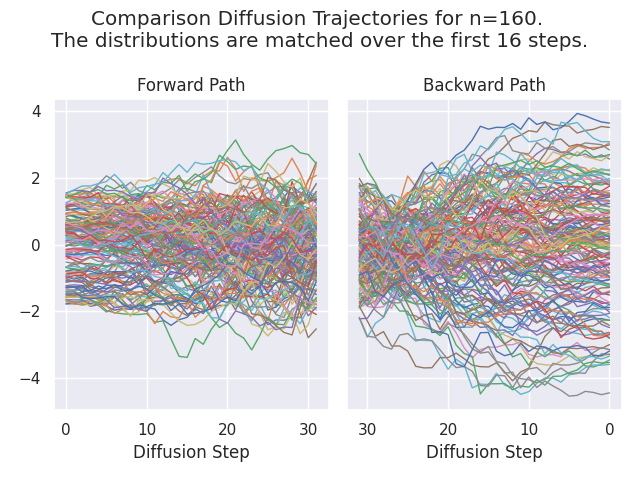 Comparison Diffusion Trajectories for n=160.
The distributions are matched over the first 16 steps.
Forward Path
Backward Path
4
2
0
−2
−4
0 10 20 30
30 20 10 0
Diffusion Step
Diffusion Step